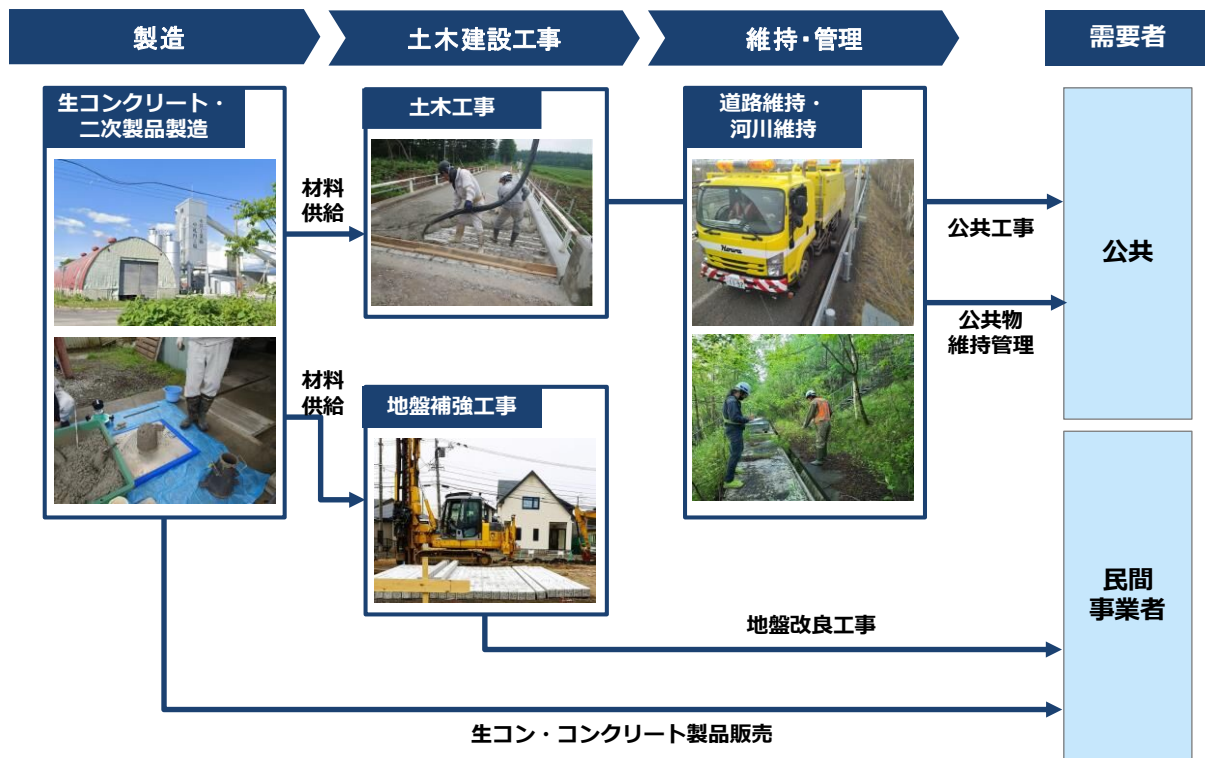 製造
土木建設工事
維持・管理
需要者
生コンクリート・
二次製品製造
土木工事
道路維持・
河川維持
材料
供給
公共工事
公共
公共物
維持管理
材料
供給
地盤補強工事
民間
事業者
地盤改良工事
生コン・コンクリート製品販売